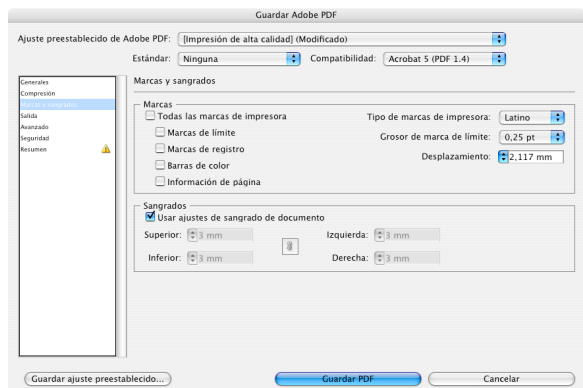 Guardar Adobe PDF
Ajuste preestablecido de Adobe PDF: [Impresión de alta calidad] (Modificado)
Estándar: Ninguna Compatibilidad: Acrobat 5 (PDF 1.4)
Generales
Compresión
Marcas y sangrados
Salida
Avanzado
Seguridad
Resumen
Marcas y sangrados
Marcas
Todas las marcas de impresora
Marcas de límite
Marcas de registro
Barras de color
Información de página
Tipo de marcas de impresora: Latino
Grosor de marca de límite: 0,25 pt
Desplazamiento: 2,117 mm
Sangrados
Usar ajustes de sangrado de documento
Superior: 3 mm Izquierda: 3 mm
Inferior: 3 mm Derecha: 3 mm
Guardar ajuste preestablecido... Guardar PDF Cancelar